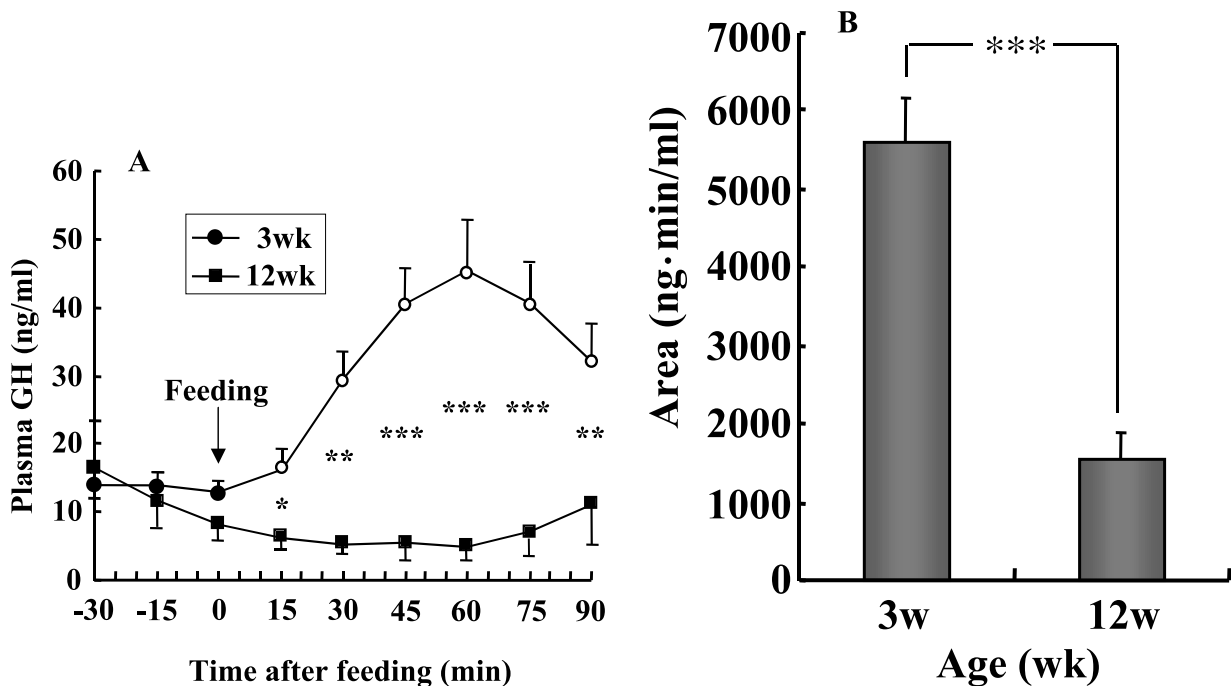 A
Plasma GH (ng/ml)
60
50
40
30
20
10
0
3wk
12wk
Feeding
*
**
***
***
***
**
-30 -15 0 15 30 45 60 75 90
Time after feeding (min)
B
Area (ng·min/ml)
7000
6000
5000
4000
3000
2000
1000
0
***
3w 12w
Age (wk)